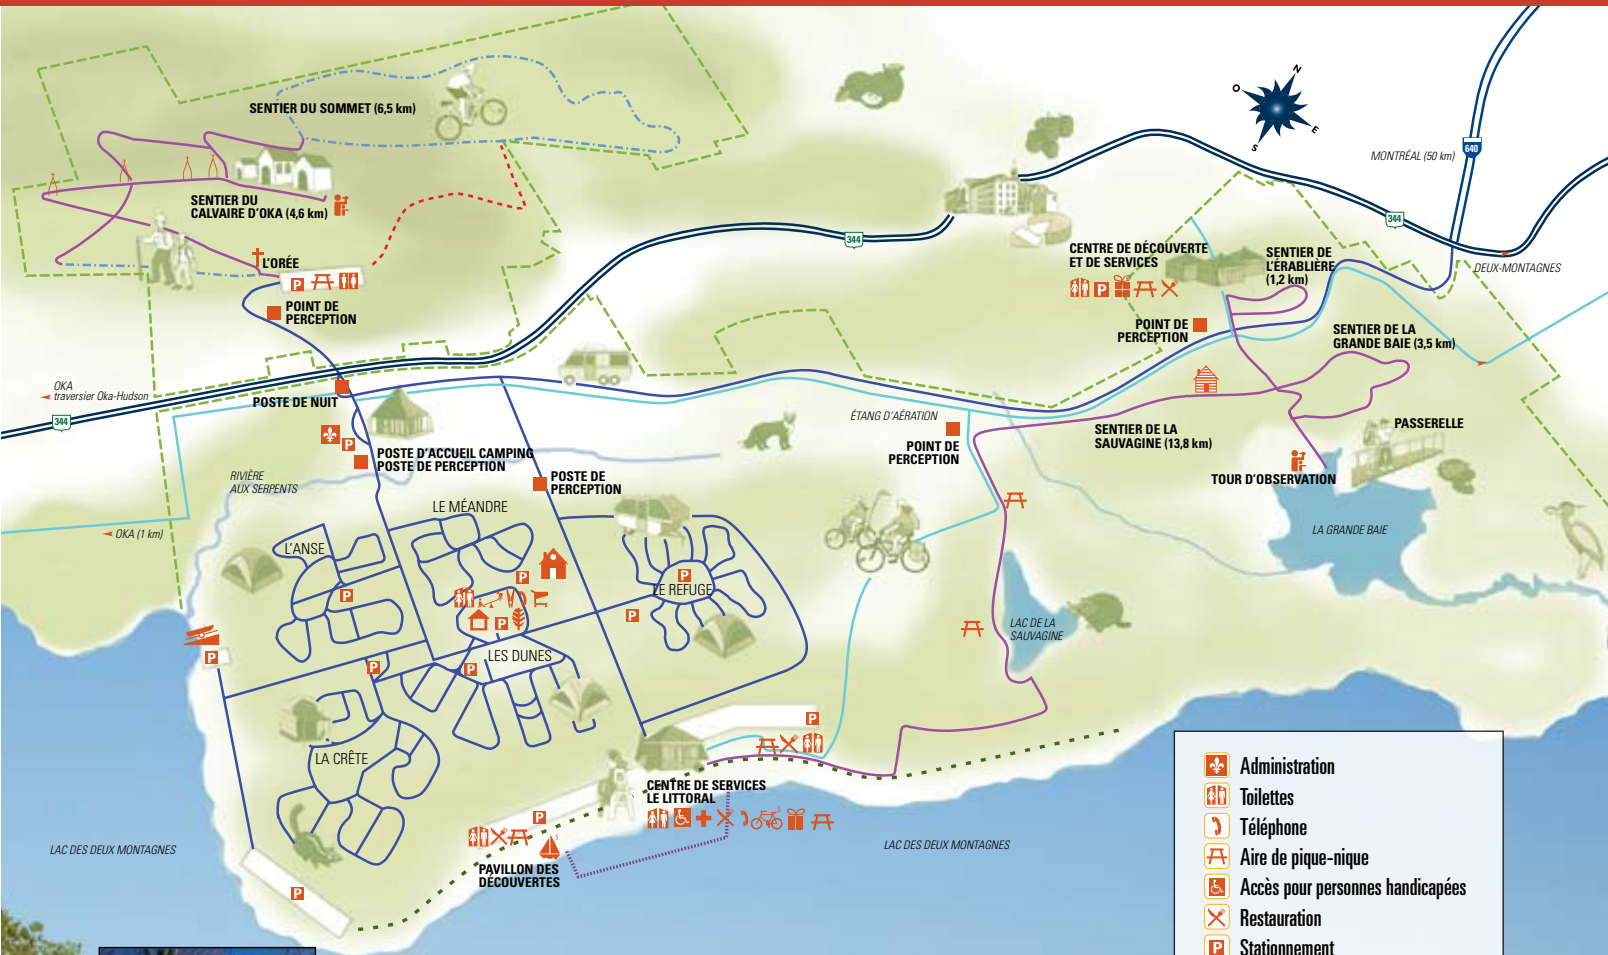 N
O
E
S
640
MONTRÉAL (50 km)
SENTIER DU SOMMET (6,5 km)
SENTIER DU
CALVAIRE D'OKA (4,6 km)
344
344
DEUX-MONTAGNES
CENTRE DE DÉCOUVERTE
ET DE SERVICES
P
SENTIER DE
L'ÉRABLIÈRE
(1,2 km)
L'ORÉE
P
POINT DE
PERCEPTION
POINT DE
PERCEPTION
SENTIER DE LA
GRANDE BAIE (3,5 km)
OKA
traversier Oka-Hudson
344
POSTE DE NUIT
P
POSTE D'ACCUEIL CAMPING
POSTE DE PERCEPTION
ÉTANG D'AÉRATION
POINT DE
PERCEPTION
SENTIER DE LA
SAUVAGINE (13,8 km)
PASSERELLE
TOUR D'OBSERVATION
RIVIÈRE
AUX SERPENTS
POSTE DE
PERCEPTION
LE MÉANDRE
OKA (1 km)
L'ANSE
P
P
P
LE REFUGE
P
P
LA GRANDE BAIE
LAC DE LA
SAUVAGINE
P
P
LES DUNES
P
LA CRÊTE
P
CENTRE DE SERVICES
LE LITTORAL
P
PAVILLON DES
DÉCOUVERTES
LAC DES DEUX MONTAGNES
LAC DES DEUX MONTAGNES
P
Administration
Toilettes
Téléphone
Aire de pique-nique
Accès pour personnes handicapées
Restauration
P Stationnement